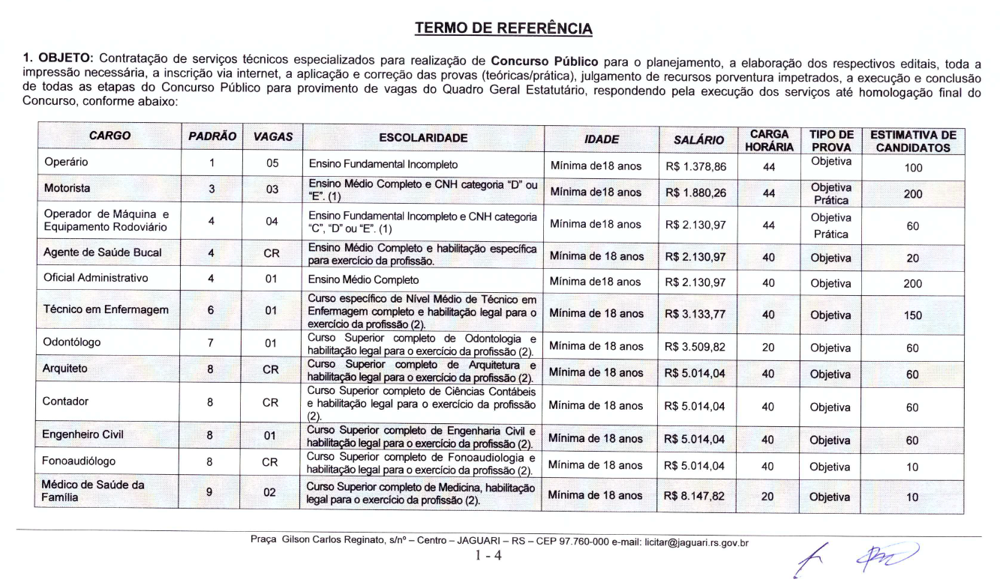 TERMO DE REFERÊNCIA
1. OBJETO: Contratação de serviços técnicos especializados para realização de Concurso Público para o planejamento, a elaboração dos respectivos editais, toda a
impressão necessária, a inscrição via internet, a aplicação e correção das provas (teóricas/prática), julgamento de recursos porventura impetrados, a execução e conclusão
de todas as etapas do Concurso Público para provimento de vagas do Quadro Geral Estatutário, respondendo pela execução dos serviços até homologação final do
Concurso, conforme abaixo:
CARGO PADRÃO VAGAS ESCOLARIDADE IDADE SALÁRIO CARGA HORÁRIA TIPO DE PROVA ESTIMATIVA DE CANDIDATOS
Operário 1 05 Ensino Fundamental Incompleto Mínima de18 anos R$ 1.378,86 44 Objetiva 100
Motorista 3 03 Ensino Médio Completo e CNH categoria “D” ou “E”. (1) Mínima de18 anos R$ 1.880,26 44 Objetiva Prática 200
Operador de Máquina e Equipamento Rodoviário 4 04 Ensino Fundamental Incompleto e CNH categoria “C”, “D” ou “E”. (1) Mínima de18 anos R$ 2.130,97 44 Objetiva Prática 60
Agente de Saúde Bucal 4 CR Ensino Médio Completo e habilitação específica para exercício da profissão. Mínima de 18 anos R$ 2.130,97 40 Objetiva 20
Oficial Administrativo 4 01 Ensino Médio Completo Mínima de18 anos R$ 2.130,97 40 Objetiva 200
Técnico em Enfermagem 6 01 Curso específico de Nível Médio de Técnico em Enfermagem completo e habilitação legal para o exercício da profissão (2). Mínima de 18 anos R$ 3.133,77 40 Objetiva 150
Odontólogo 7 01 Curso Superior completo de Odontologia e habilitação legal para o exercício da profissão (2). Mínima de 18 anos R$ 3.509,82 20 Objetiva 60
Arquiteto 8 CR Curso Superior completo de Arquitetura e habilitação legal para o exercício da profissão (2). Mínima de 18 anos R$ 5.014,04 40 Objetiva 60
Contador 8 CR Curso Superior completo de Ciências Contábeis e habilitação legal para o exercício da profissão (2). Mínima de 18 anos R$ 5.014,04 40 Objetiva 60
Engenheiro Civil 8 01 Curso Superior completo de Engenharia Civil e habilitação legal para o exercício da profissão (2). Mínima de 18 anos R$ 5.014,04 40 Objetiva 60
Fonoaudiólogo 8 CR Curso Superior completo de Fonoaudiologia e habilitação legal para o exercício da profissão (2). Mínima de 18 anos R$ 5.014,04 40 Objetiva 10
Médico de Saúde da Família 9 02 Curso Superior completo de Medicina, habilitação legal para o exercício da profissão (2). Mínima de 18 anos R$ 8.147,82 20 Objetiva 10
Praça Gilson Carlos Reginato, s/nº – Centro – JAGUARI – RS – CEP 97.760-000 e-mail: licitar@jaguari.rs.gov.br
1 - 4